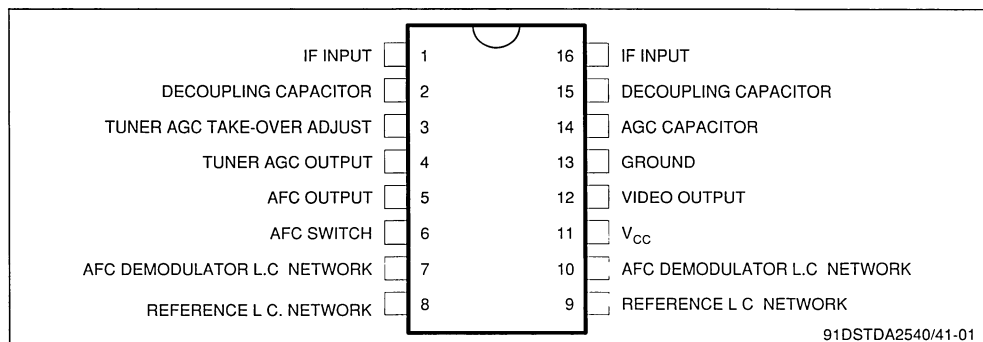 IF INPUT 1 16 IF INPUT
DECOUPLING CAPACITOR 2 15 DECOUPLING CAPACITOR
TUNER AGC TAKE-OVER ADJUST 3 14 AGC CAPACITOR
TUNER AGC OUTPUT 4 13 GROUND
AFC OUTPUT 5 12 VIDEO OUTPUT
AFC SWITCH 6 11 VCC
AFC DEMODULATOR L.C NETWORK 7 10 AFC DEMODULATOR L.C NETWORK
REFERENCE L C. NETWORK 8 9 REFERENCE L C NETWORK
91DSTDA2540/41-01